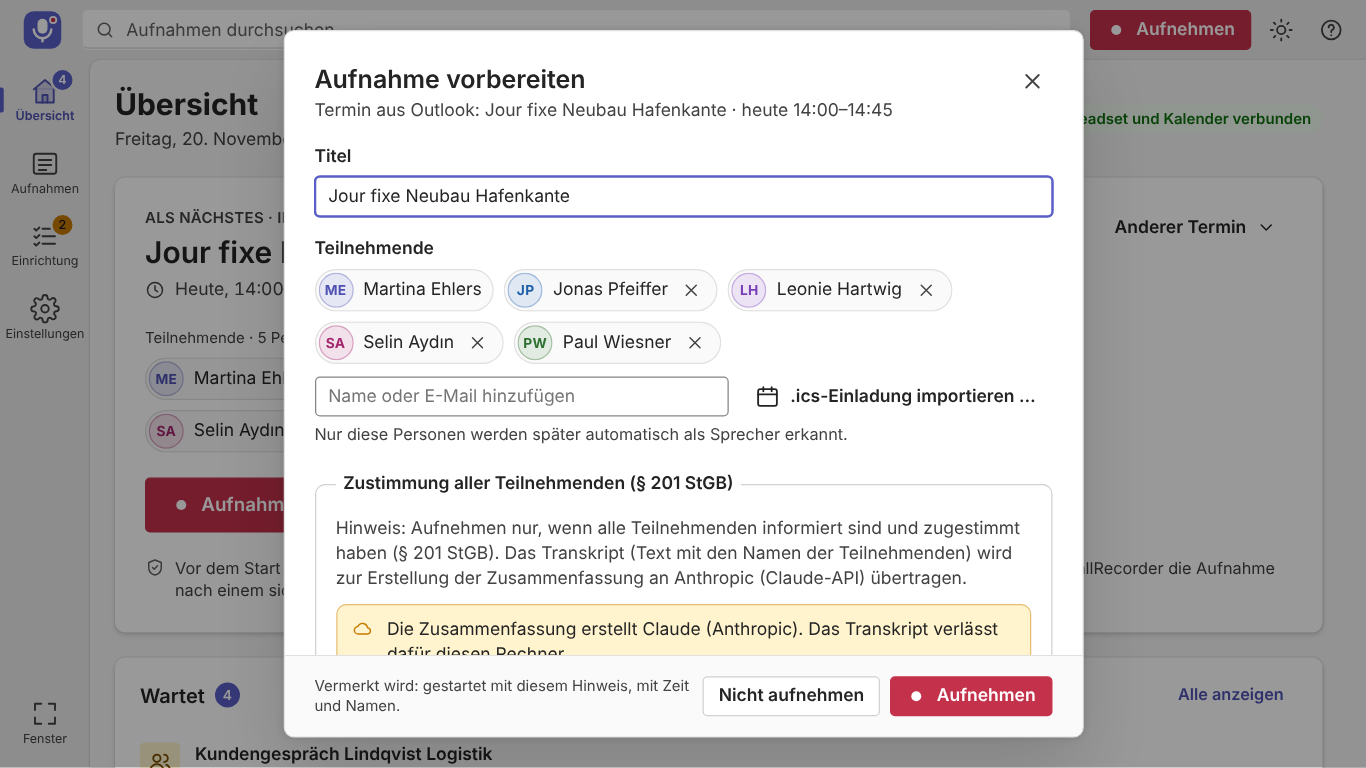 Aufnahmen durchsuchen
Aufnehmen
4
Übersicht
Aufnahmen
2
Einrichtung
Einstellungen
Fenster
Übersicht
Freitag, 20.
Kalender verbunden
ALS NÄCHSTES ·
Anderer Termin
Jour fixe
Heute, 14:00
Teilnehmende · 5
ME Martina
SA Selin Aydın
Vor dem Start
die Aufnahme
nach einem
Wartet 4
Alle anzeigen
Kundengespräch Lindqvist Logistik
Aufnahme vorbereiten
Termin aus Outlook: Jour fixe Neubau Hafenkante · heute 14:00–14:45
Titel
Jour fixe Neubau Hafenkante
Teilnehmende
ME Martina Ehlers JP Jonas Pfeiffer LH Leonie Hartwig
SA Selin Aydın PW Paul Wiesner
Name oder E-Mail hinzufügen .ics-Einladung importieren ...
Nur diese Personen werden später automatisch als Sprecher erkannt.
Zustimmung aller Teilnehmenden (§ 201 StGB)
Hinweis: Aufnehmen nur, wenn alle Teilnehmenden informiert sind und zugestimmt
haben (§ 201 StGB). Das Transkript (Text mit den Namen der Teilnehmenden) wird
zur Erstellung der Zusammenfassung an Anthropic (Claude-API) übertragen.
Die Zusammenfassung erstellt Claude (Anthropic). Das Transkript verlässt
dafür diesen Rechner
Vermerkt wird: gestartet mit diesem Hinweis, mit Zeit
und Namen.
Nicht aufnehmen
Aufnehmen